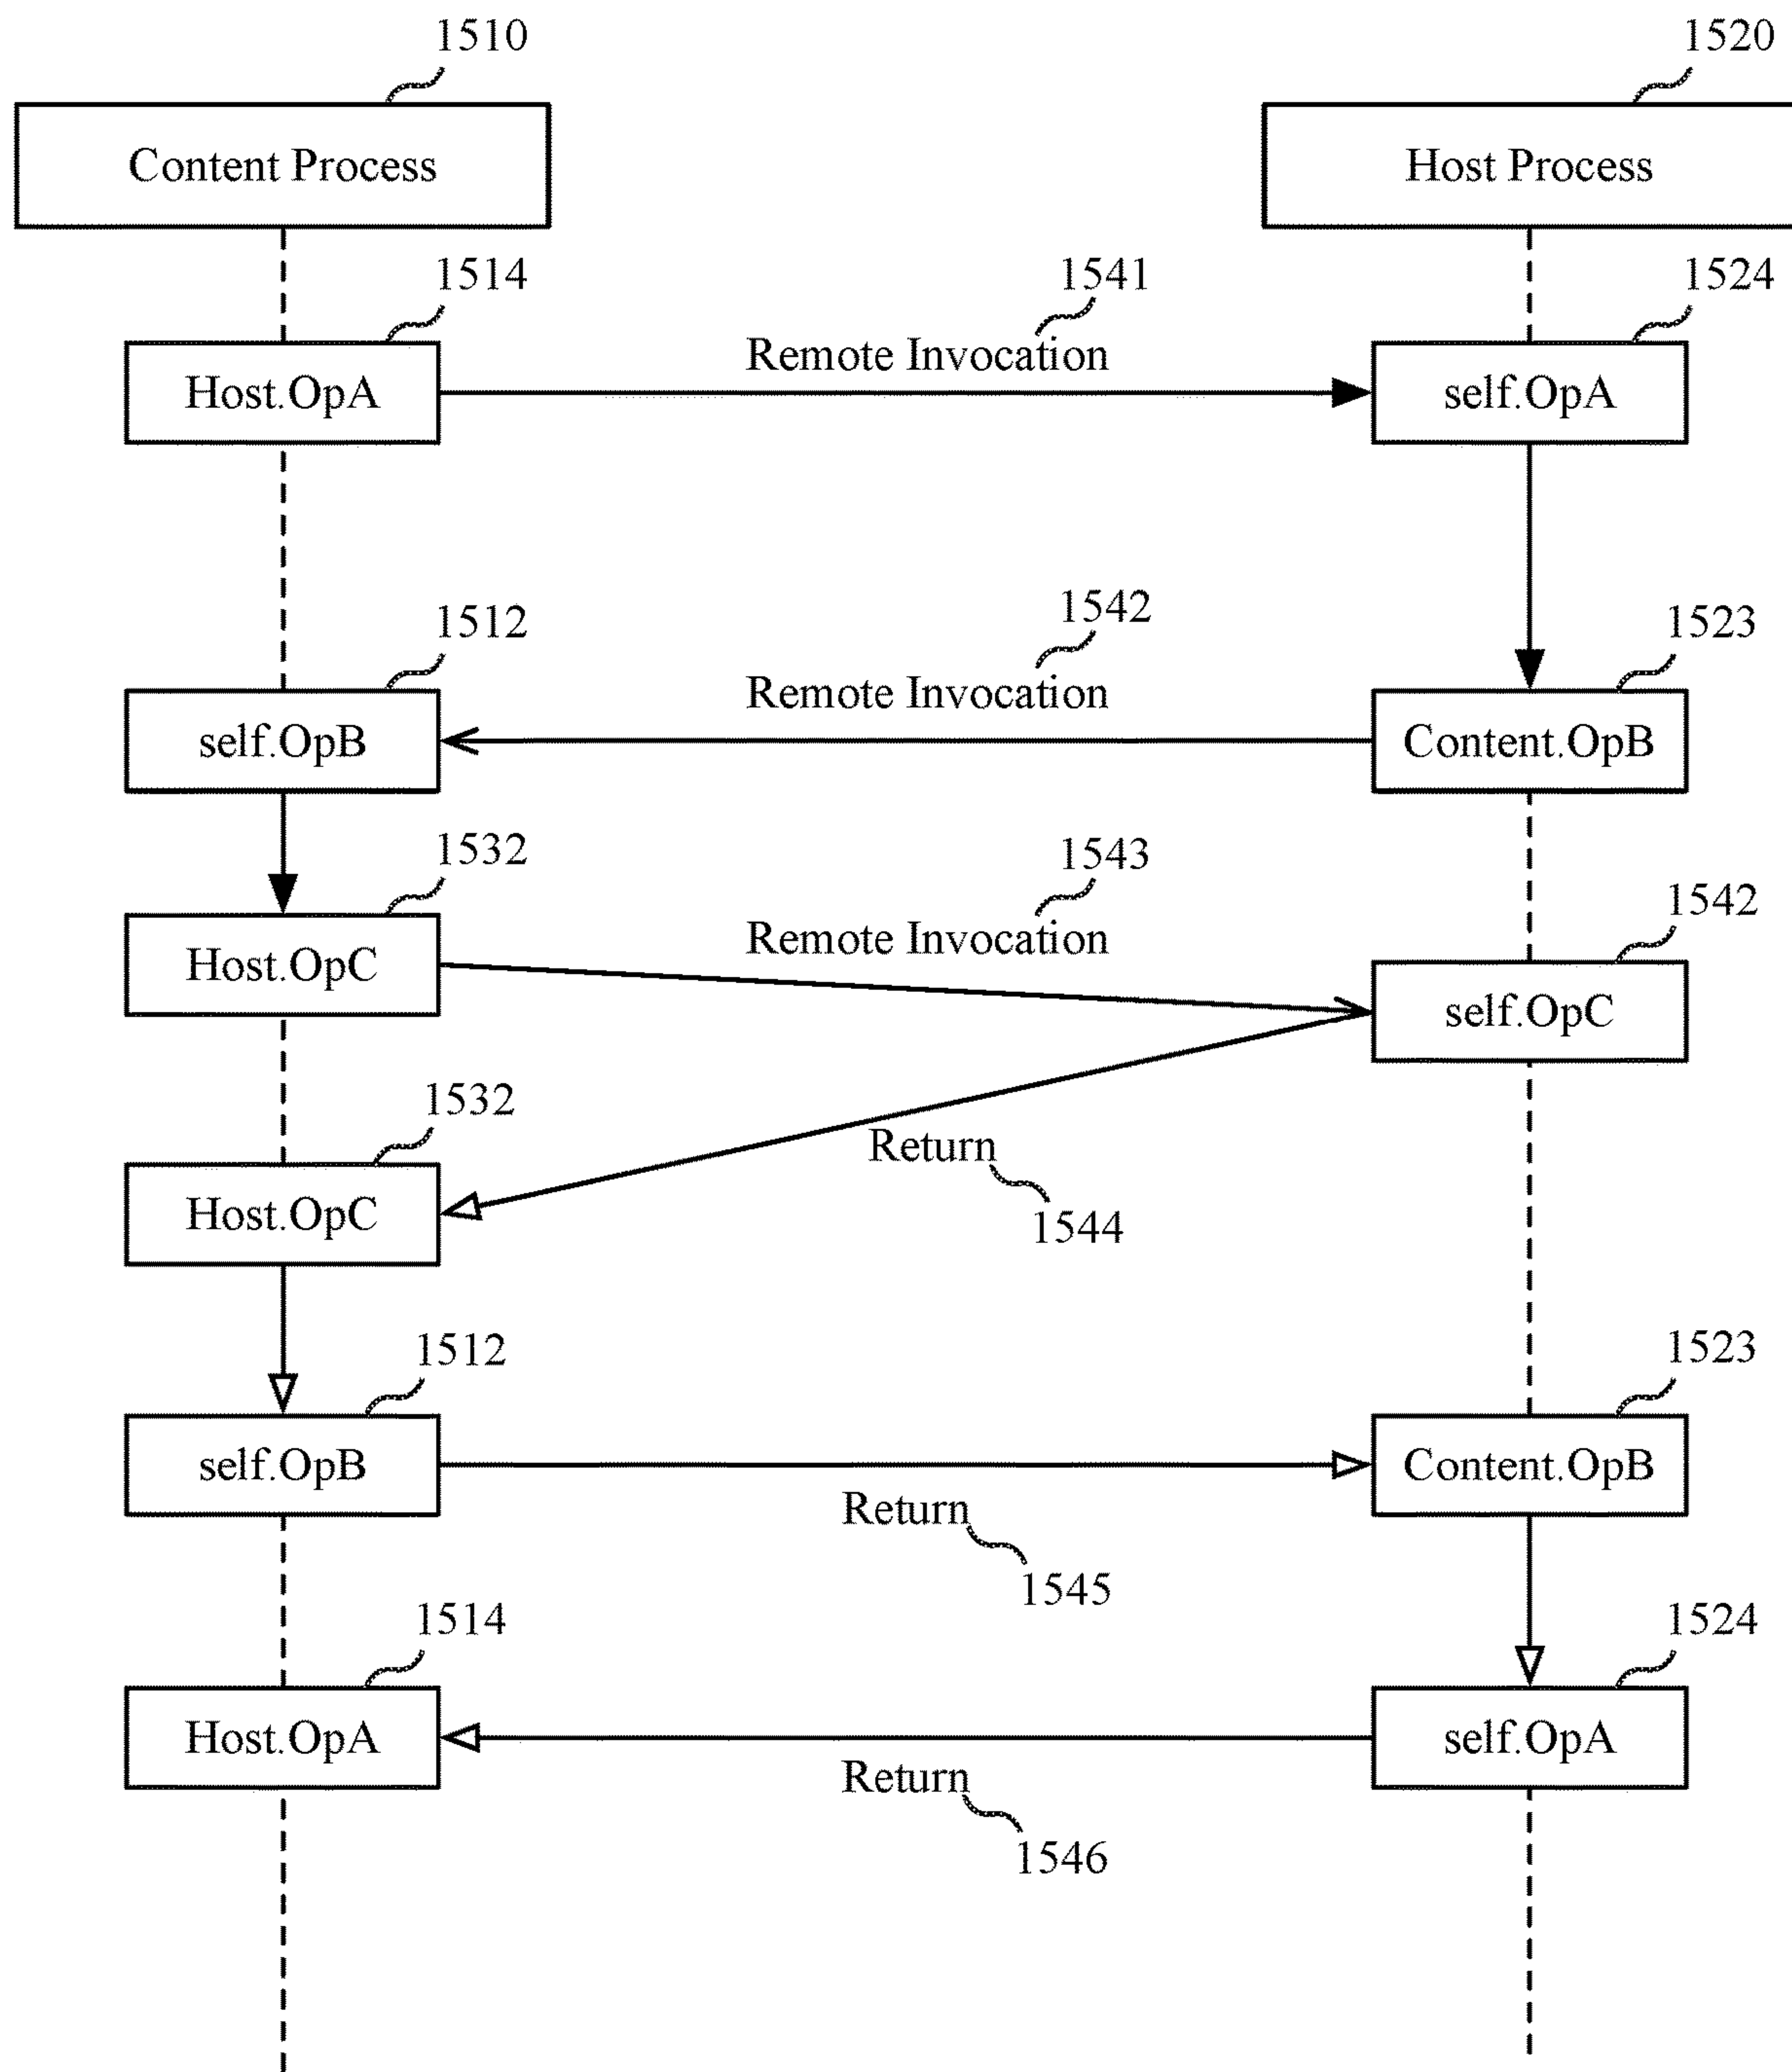 1510
1520
Content Process
Host Process
1514
1541
1524
Remote Invocation
Host.OpA
self.OpA
1512
1542
1523
Remote Invocation
self.OpB
Content.OpB
1532
1543
1542
Remote Invocation
Host.OpC
self.OpC
1532
Return
Host.OpC
1544
1512
1523
self.OpB
Content.OpB
Return
1545
1514
1524
Host.OpA
self.OpA
Return
1546